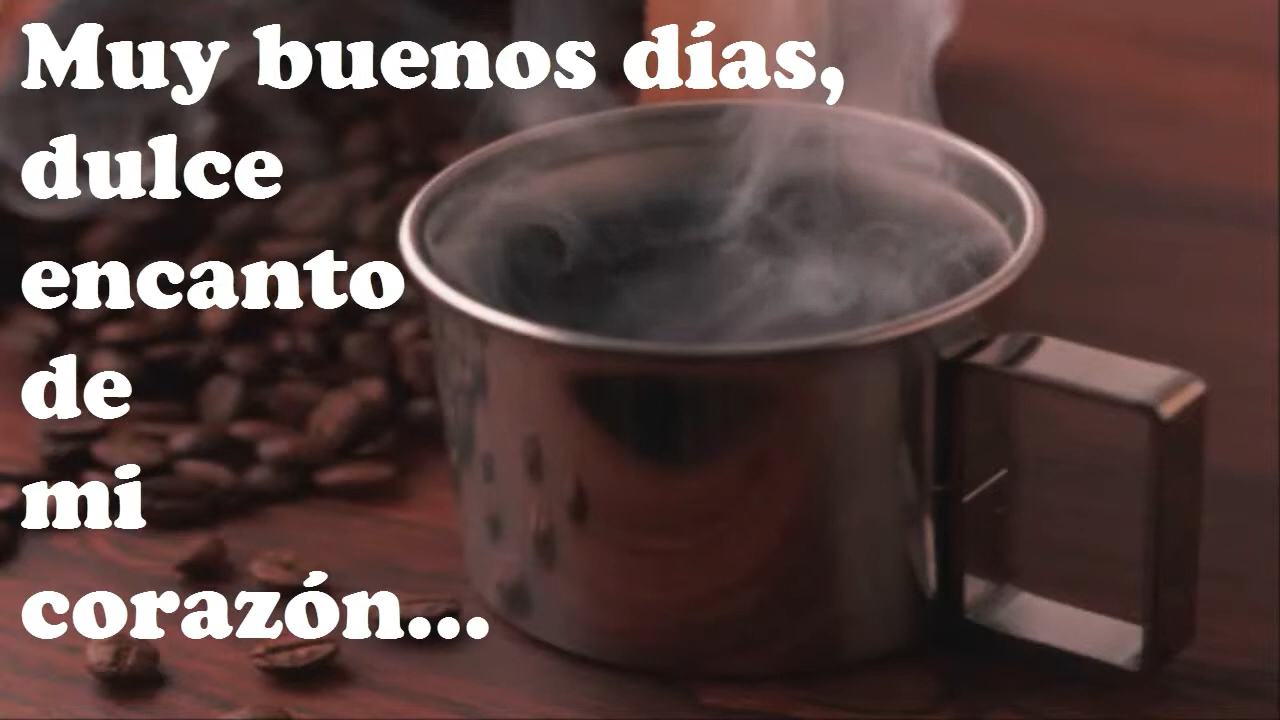 Muy buenos días,
dulce
encanto
de
mi
corazón...